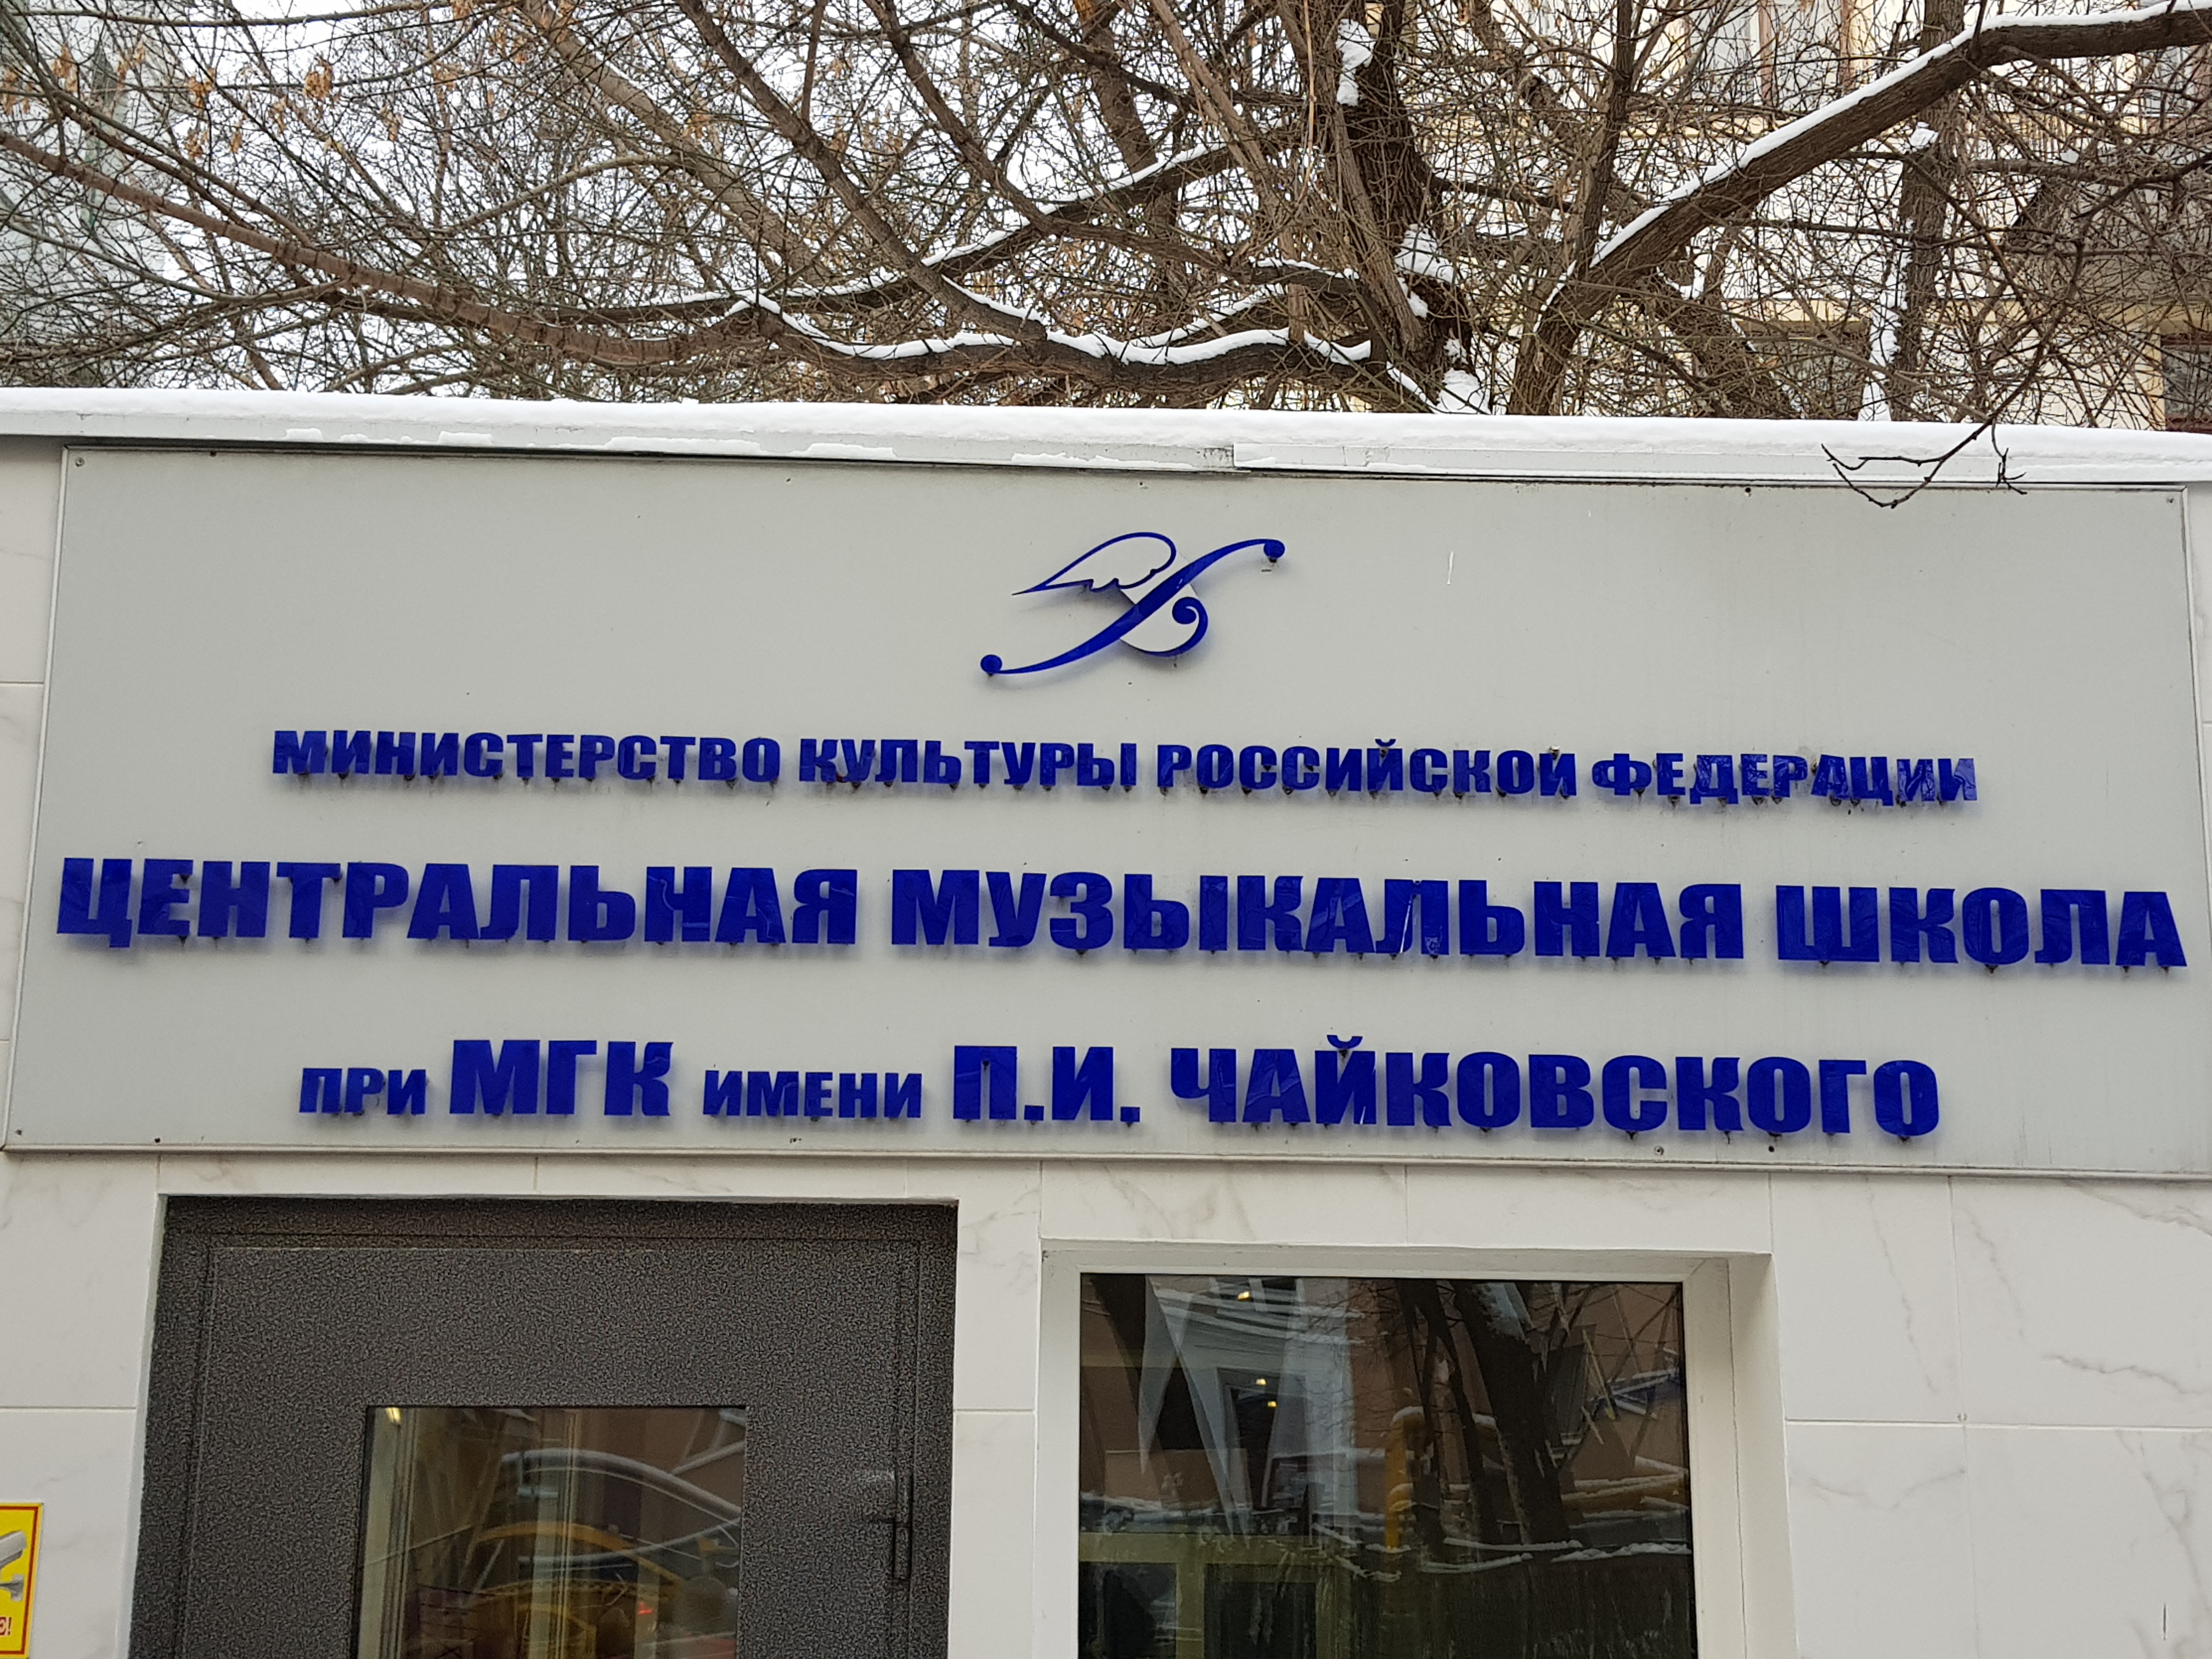 МИНИСТЕРСТВО КУЛЬТУРЫ РОССИЙСКОЙ ФЕДЕРАЦИИ
ЦЕНТРАЛЬНАЯ МУЗЫКАЛЬНАЯ ШКОЛА
ПРИ МГК ИМЕНИ П.И. ЧАЙКОВСКОГО